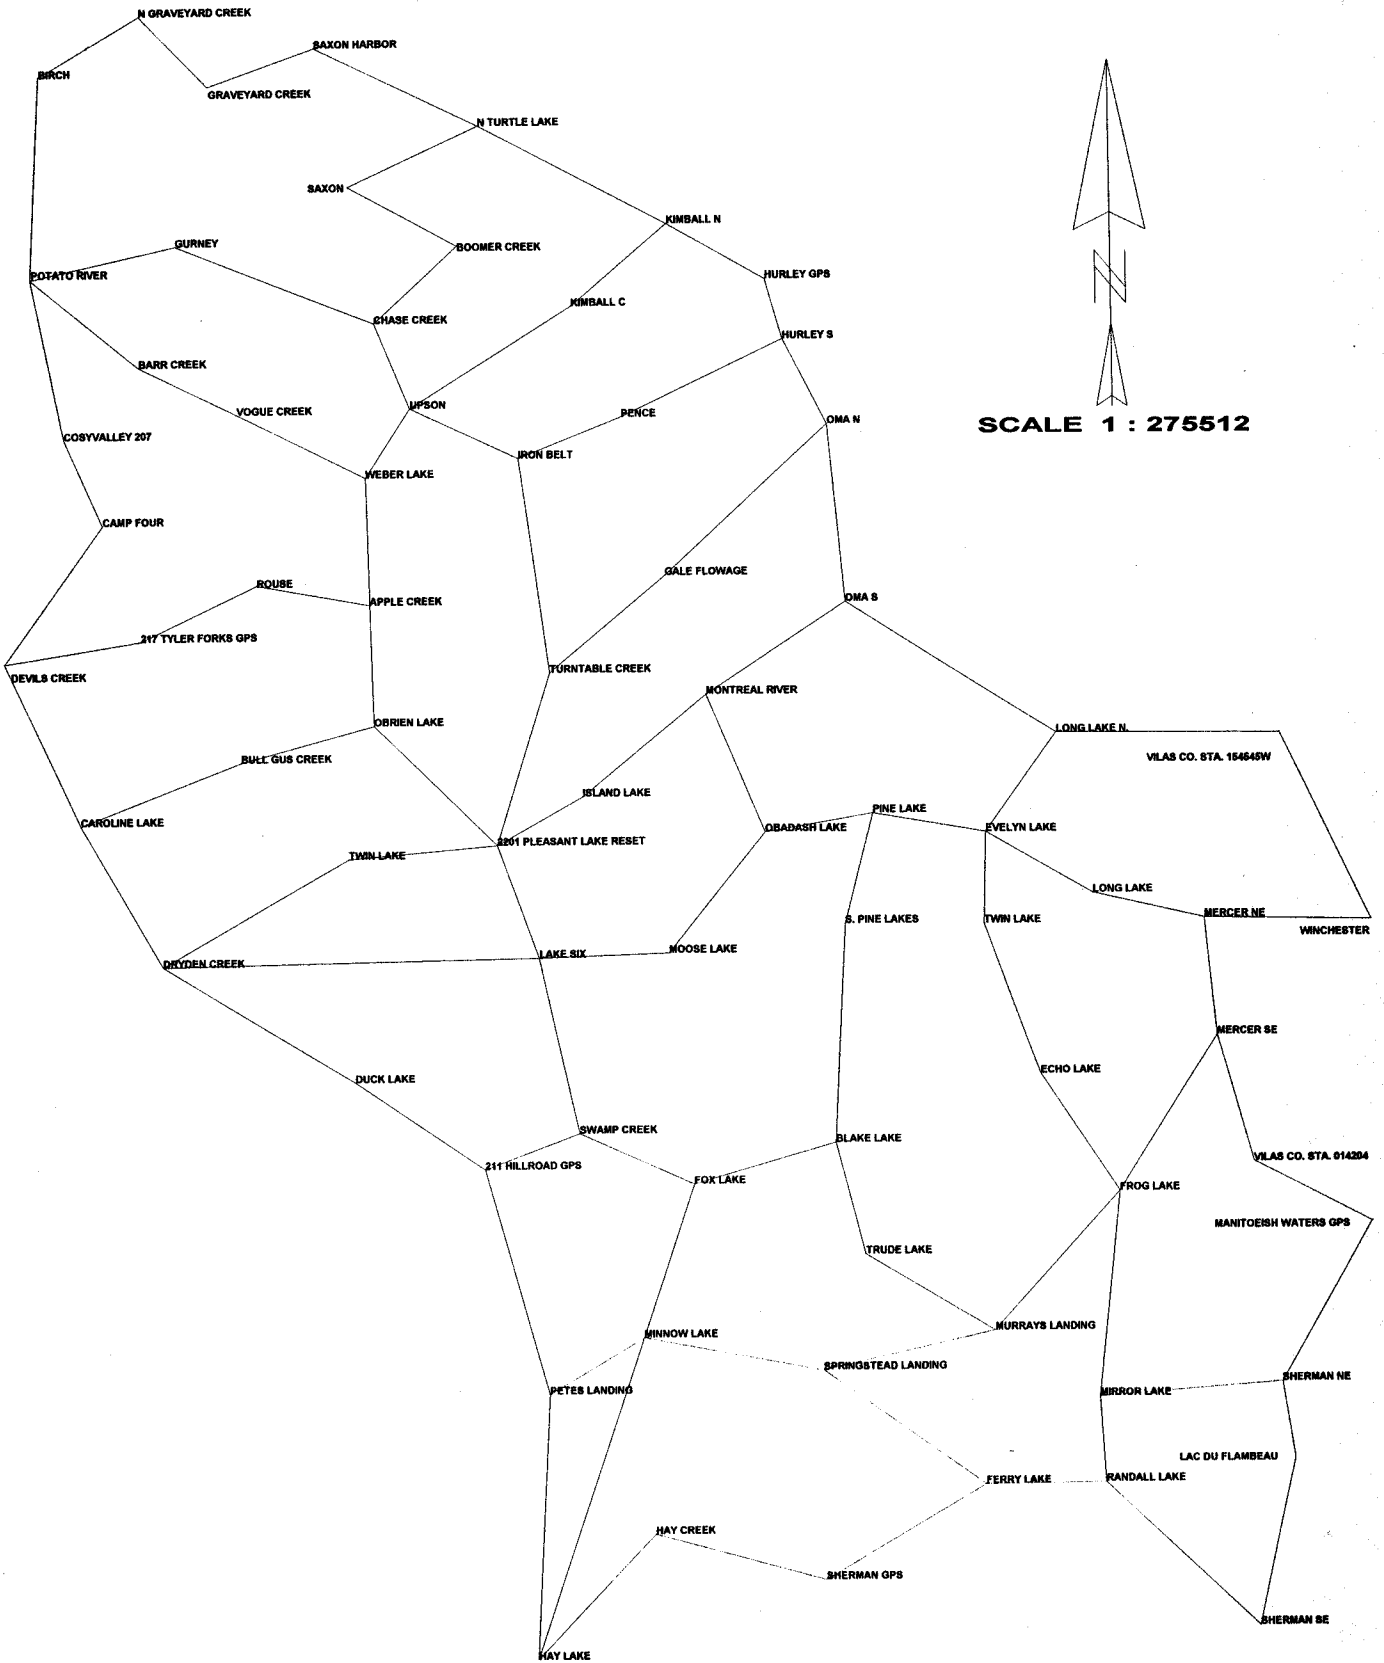 N GRAVEYARD CREEK
SAXON HARBOR
BIRCH
GRAVEYARD CREEK
N TURTLE LAKE
SAXON
KIMBALL N
GURNEY
BOOMER CREEK
POTATO RIVER
HURLEY GPS
KIMBALL C
CHASE CREEK
HURLEY S
BARR CREEK
UPSON
VOGUE CREEK
PENCE
OMA N
SCALE 1 : 275512
COSYVALLEY 207
IRON BELT
WEBER LAKE
CAMP FOUR
GALE FLOWAGE
ROUSE
OMA S
APPLE CREEK
217 TYLER FORKS GPS
TURNTABLE CREEK
DEVILS CREEK
MONTREAL RIVER
OBRIEN LAKE
LONG LAKE N.
VILAS CO. STA. 154645W
BULL GUS CREEK
ISLAND LAKE
PINE LAKE
CAROLINE LAKE
OBADASH LAKE
EVELYN LAKE
2201 PLEASANT LAKE RESET
TWIN LAKE
LONG LAKE
MERCER NE
S. PINE LAKES
TWIN LAKE
WINCHESTER
MOOSE LAKE
LAKE SIX
DRYDEN CREEK
MERCER SE
ECHO LAKE
DUCK LAKE
SWAMP CREEK
BLAKE LAKE
VILAS CO. STA. 014204
211 HILLROAD GPS
FOX LAKE
FROG LAKE
MANITOEISH WATERS GPS
TRUDE LAKE
MURRAYS LANDING
MINNOW LAKE
SPRINGSTEAD LANDING
SHERMAN NE
PETES LANDING
MIRROR LAKE
LAC DU FLAMBEAU
FERRY LAKE
RANDALL LAKE
HAY CREEK
SHERMAN GPS
SHERMAN SE
HAY LAKE